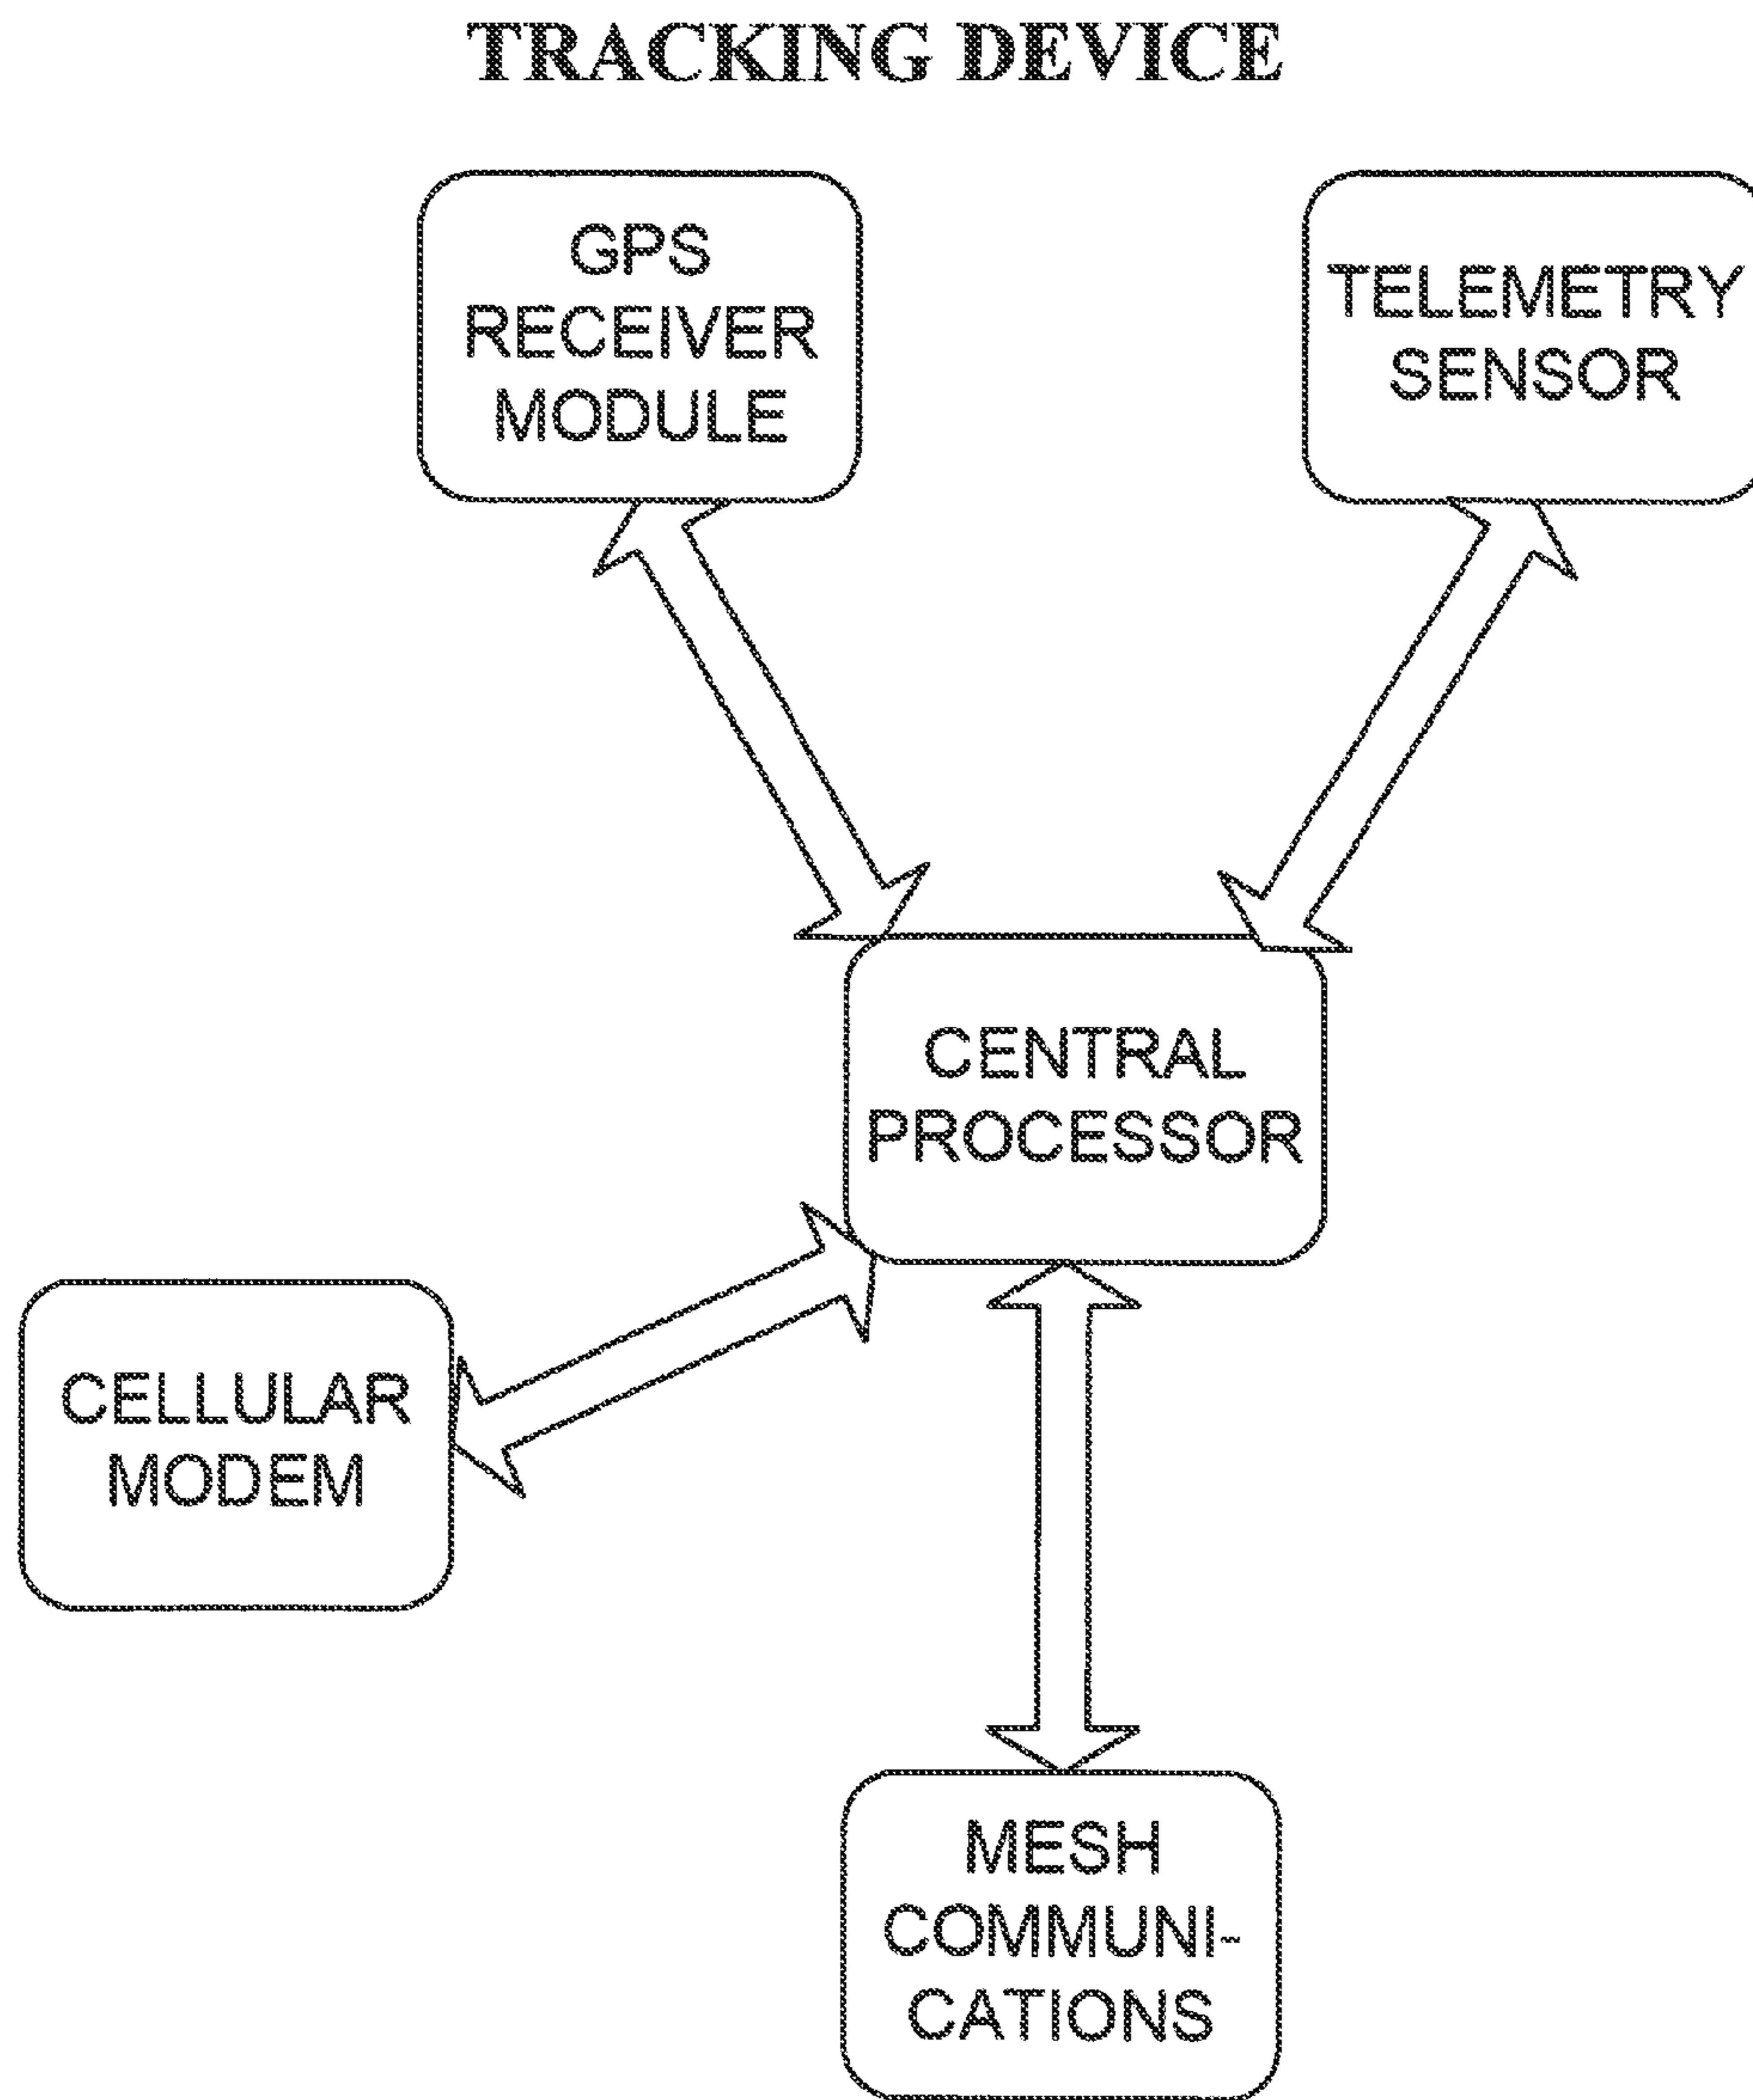 TRACKING DEVICE
GPS
RECEIVER
MODULE
TELEMETRY
SENSOR
CENTRAL
PROCESSOR
CELLULAR
MODEM
MESH
COMMUNI-
CATIONS